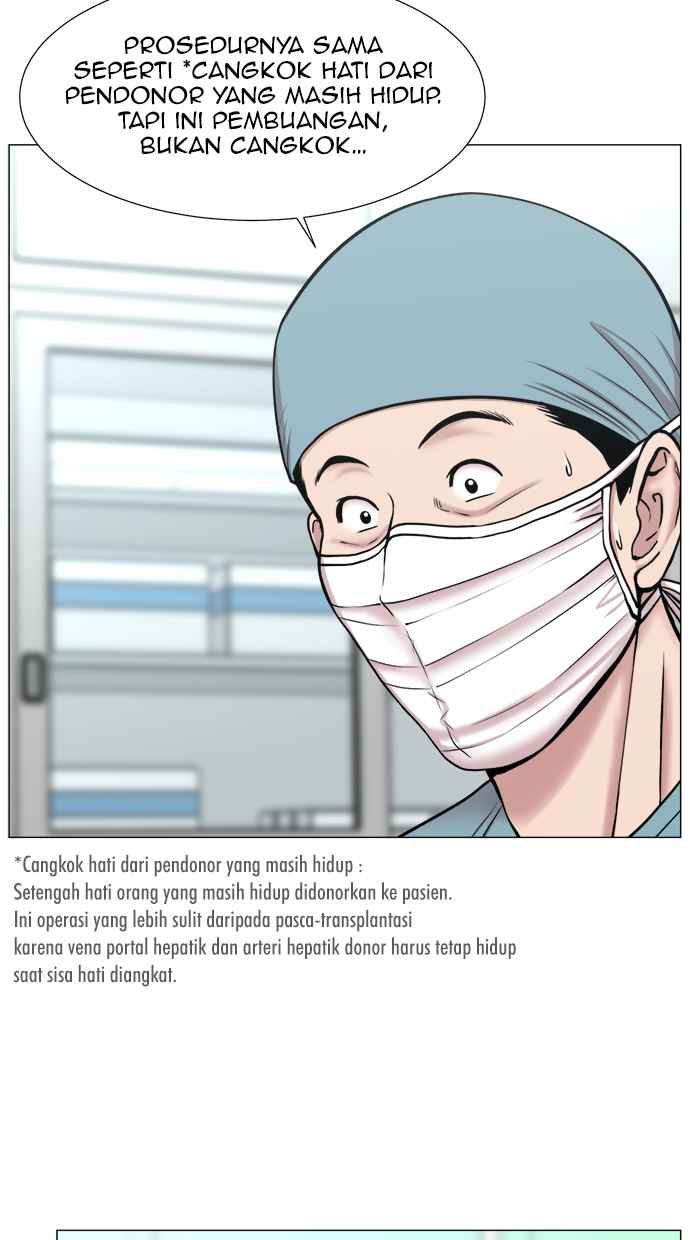 PROSEDURNYA SAMA
SEPERTI *CANGKOK HATI DARI
PENDONOR YANG MASIH HIDUP.
TAPI INI PEMBUANGAN,
BUKAN CANGKOK...
*Cangkok hati dari pendonor yang masih hidup :
Setengah hati orang yang masih hidup didonorkan ke pasien.
Ini operasi yang lebih sulit daripada pasca-transplantasi
karena vena portal hepatik dan arteri hepatik donor harus tetap hidup
saat sisa hati diangkat.